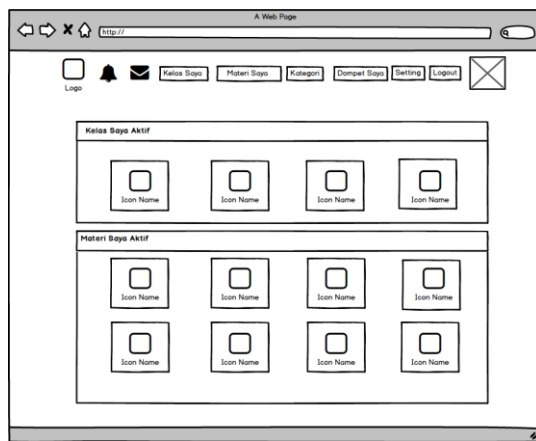 A Web Page
http://
Logo
Kelas Saya
Materi Saya
Kategori
Dompet Saya
Setting
Logout
Kelas Saya Aktif
Icon Name
Icon Name
Icon Name
Icon Name
Materi Saya Aktif
Icon Name
Icon Name
Icon Name
Icon Name
Icon Name
Icon Name
Icon Name
Icon Name